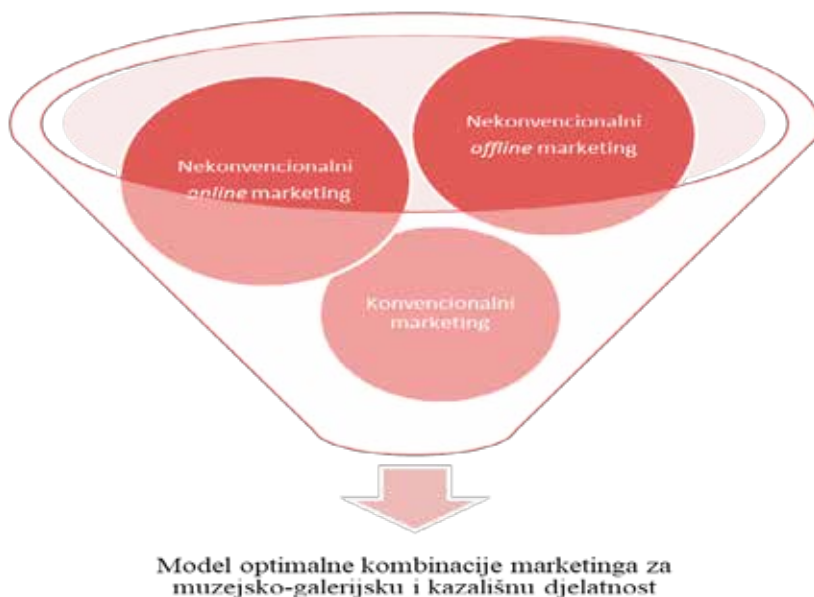 Nekonvencionalni
offline marketing
Nekonvencionalni
online marketing
Konvencionalni
marketing
Model optimalne kombinacije marketinga za
muzejsko-galerijsku i kazališnu djelatnost